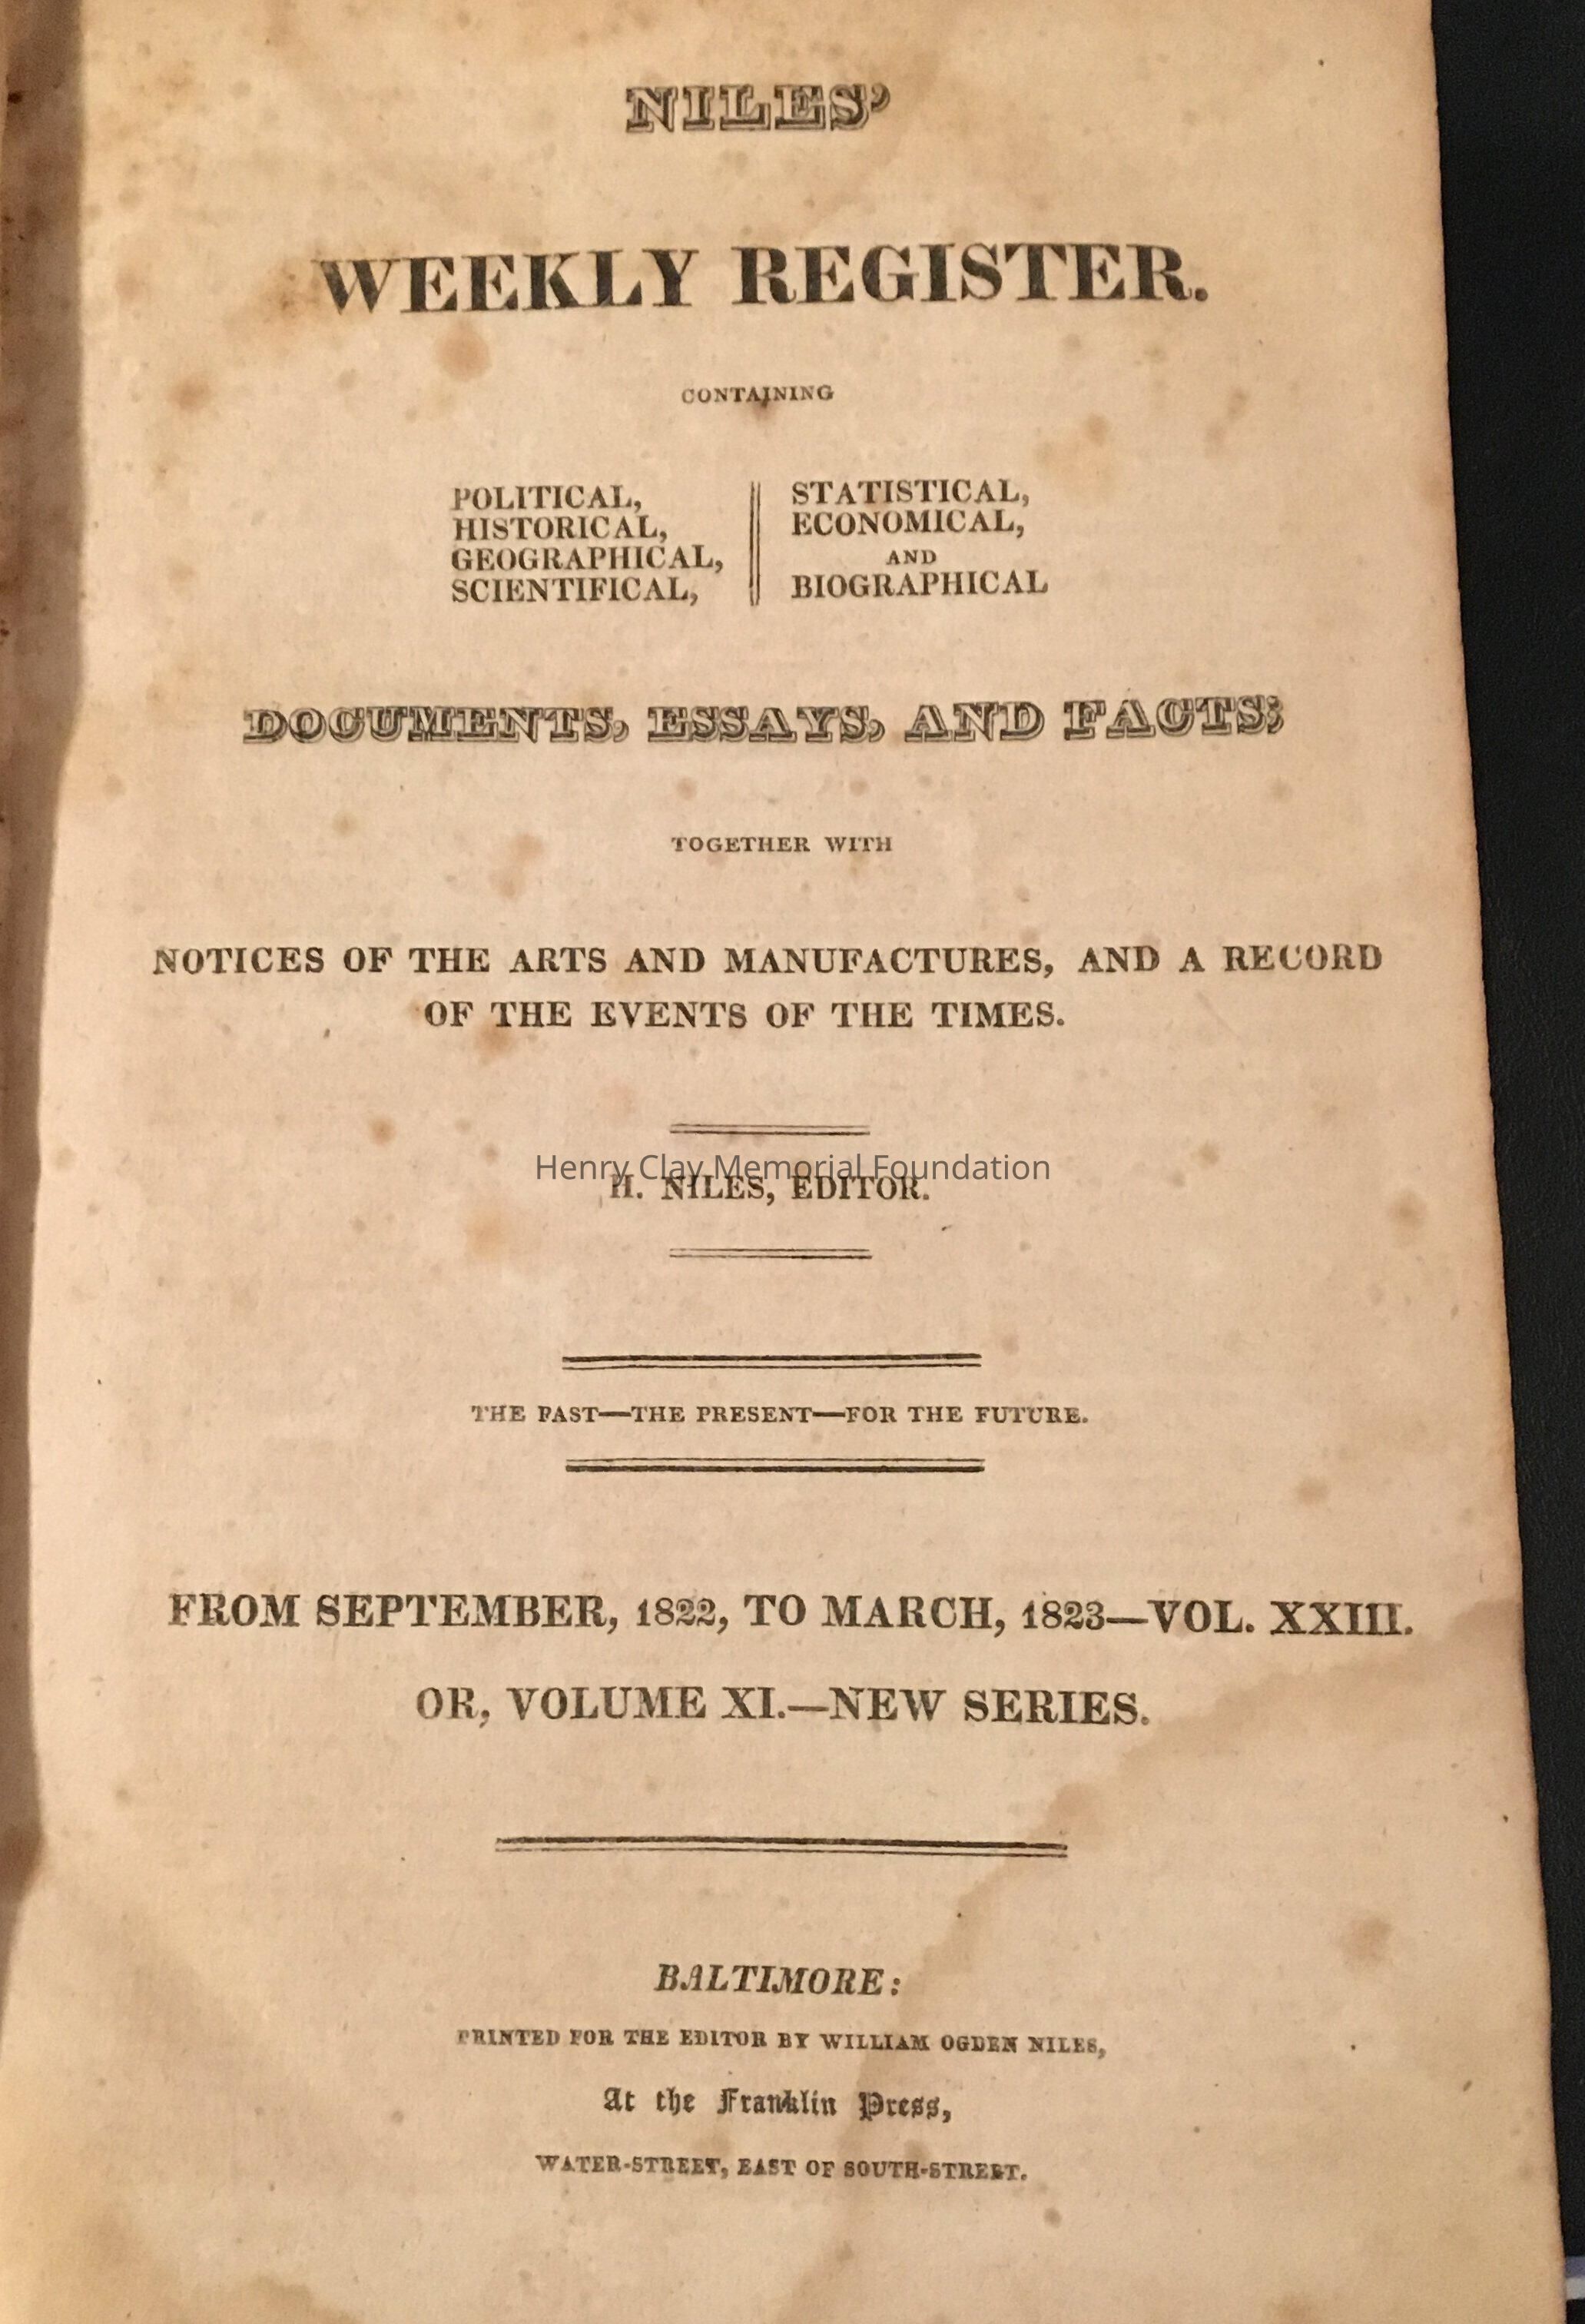 NILES'
WEEKLY REGISTER.
CONTAINING
POLITICAL,
HISTORICAL,
GEOGRAPHICAL,
SCIENTIFICAL,
STATISTICAL,
ECONOMICAL,
AND
BIOGRAPHICAL
DOCUMENTS, ESSAYS, AND FACTS;
TOGETHER WITH
NOTICES OF THE ARTS AND MANUFACTURES, AND A RECORD
OF THE EVENTS OF THE TIMES.
Henry Clay Memorial Foundation
H. NILES, EDITOR.
THE PAST—THE PRESENT—FOR THE FUTURE.
FROM SEPTEMBER, 1822, TO MARCH, 1823—VOL. XXIII.
OR, VOLUME XI.—NEW SERIES.
BALTIMORE:
PRINTED FOR THE EDITOR BY WILLIAM OGDEN NILES,
At the Franklin Press,
WATER-STREET, EAST OF SOUTH-STREET.